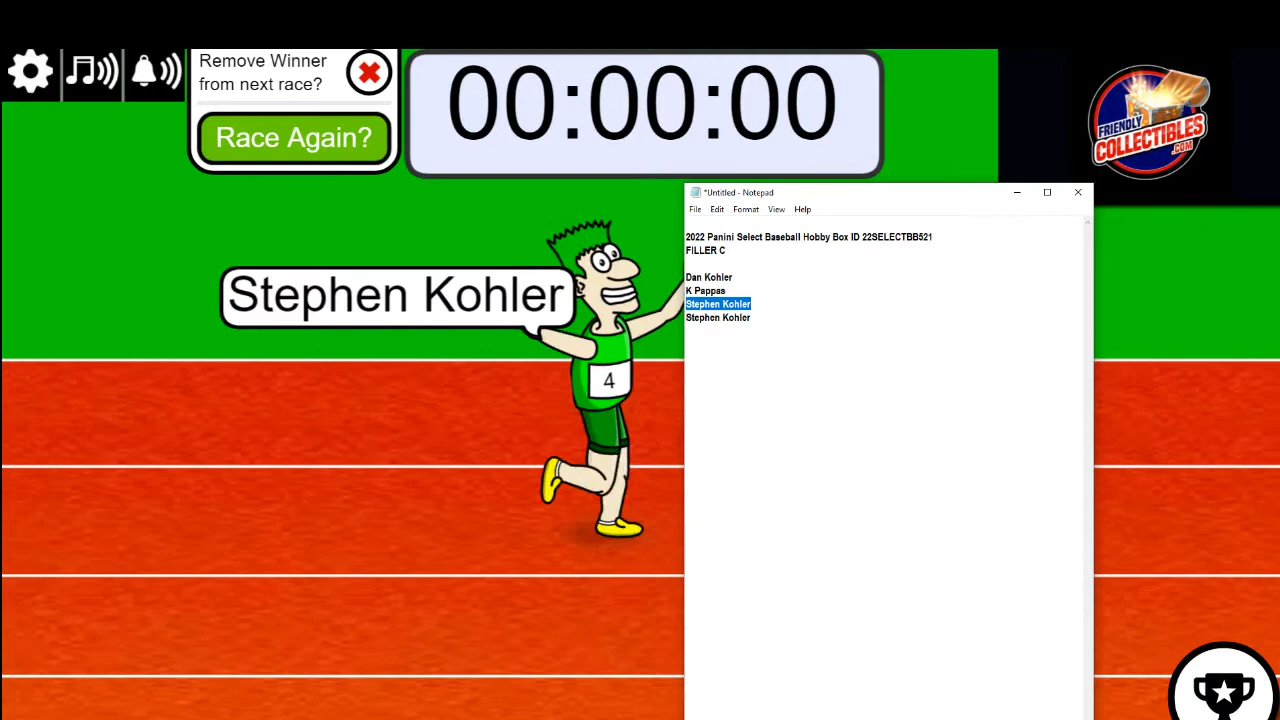 Remove Winner
from next race?
Race Again?
00:00:00
FRIENDLY
COLLECTIBLES
.COM
*Untitled - Notepad
File Edit Format View Help
2022 Panini Select Baseball Hobby Box ID 22SELECTBB521
FILLER C
Dan Kohler
K Pappas
Stephen Kohler
Stephen Kohler
Stephen Kohler
4